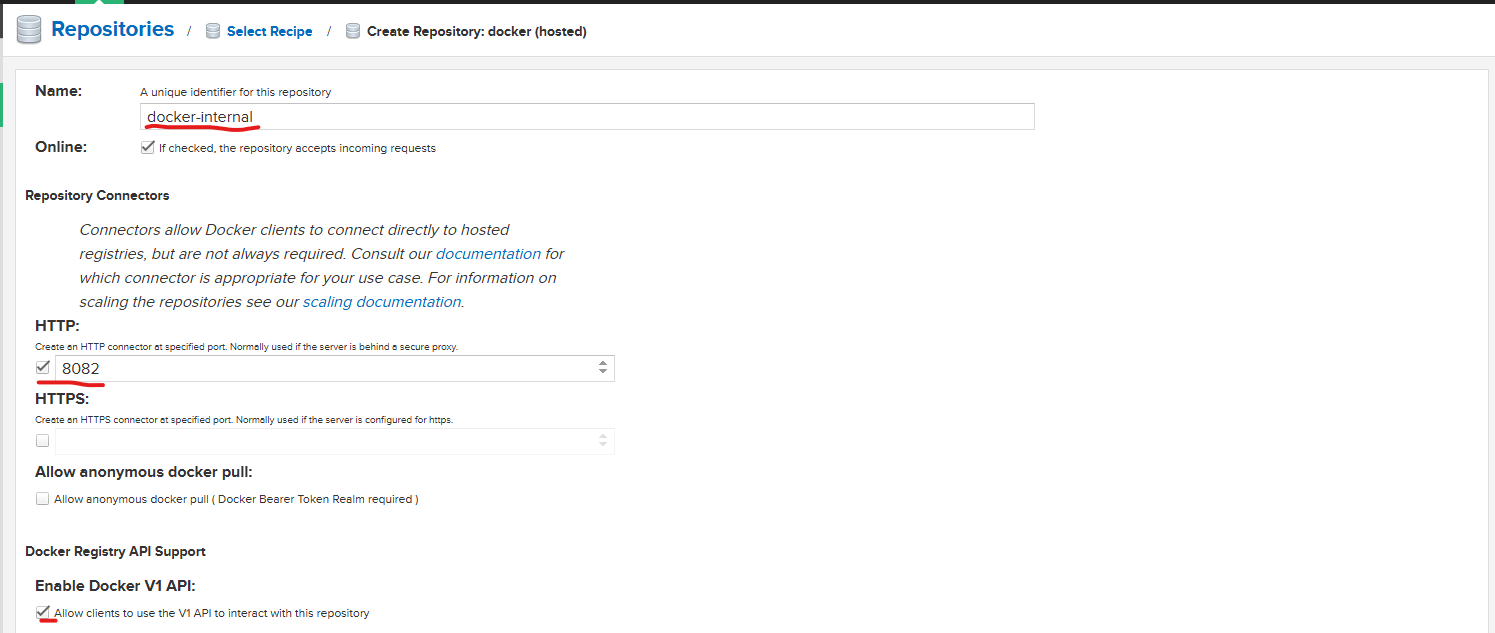 Repositories / Select Recipe / Create Repository: docker (hosted)
Name: A unique identifier for this repository
docker-internal
Online: If checked, the repository accepts incoming requests
Repository Connectors
Connectors allow Docker clients to connect directly to hosted
registries, but are not always required. Consult our documentation for
which connector is appropriate for your use case. For information on
scaling the repositories see our scaling documentation.
HTTP:
Create an HTTP connector at specified port. Normally used if the server is behind a secure proxy.
8082
HTTPS:
Create an HTTPS connector at specified port. Normally used if the server is configured for https.
Allow anonymous docker pull:
Allow anonymous docker pull ( Docker Bearer Token Realm required )
Docker Registry API Support
Enable Docker V1 API:
Allow clients to use the V1 API to interact with this repository